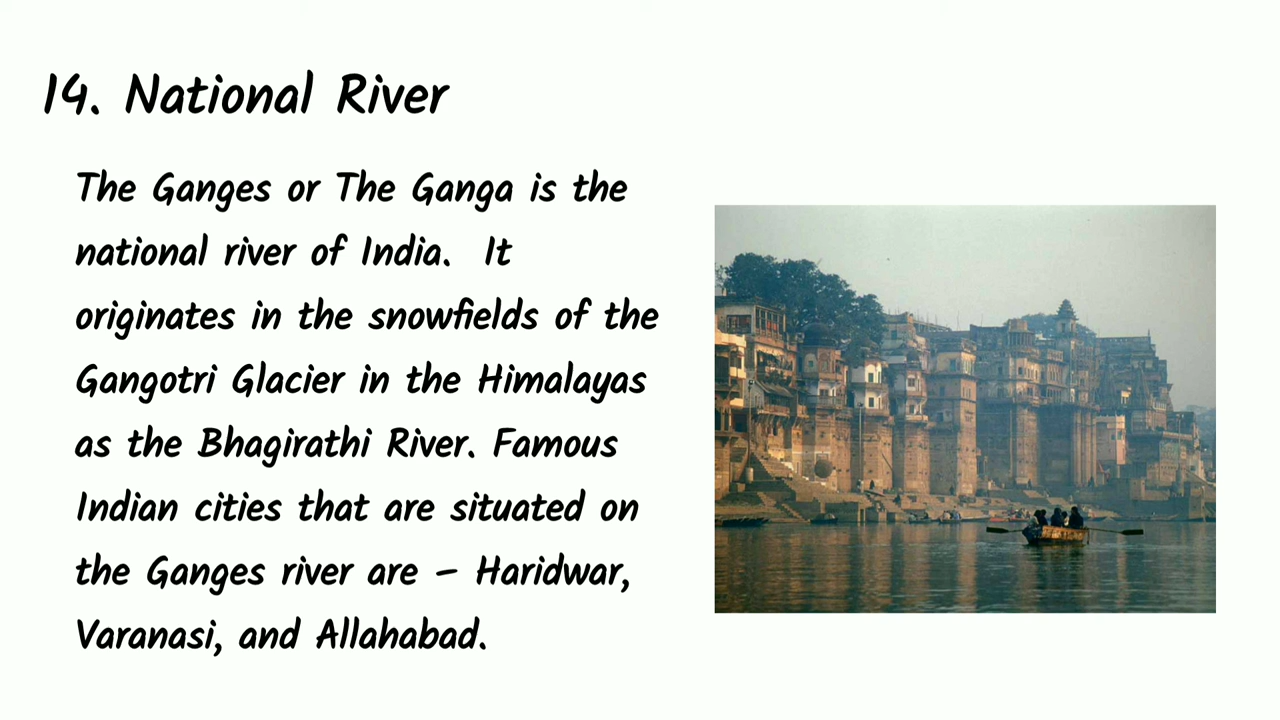 14. National River
The Ganges or The Ganga is the
national river of India. It
originates in the snowfields of the
Gangotri Glacier in the Himalayas
as the Bhagirathi River. Famous
Indian cities that are situated on
the Ganges river are – Haridwar,
Varanasi, and Allahabad.